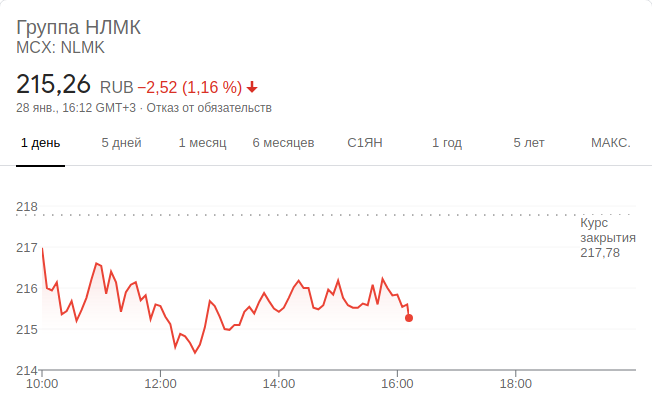 Группа НЛМК
MCX: NLMK
215,26 RUB −2,52 (1,16 %)
28 янв., 16:12 GMT+3 · Отказ от обязательств
1 день 5 дней 1 месяц 6 месяцев С1ЯН 1 год 5 лет МАКС.
218
Курс
закрытия
217,78
217
216
215
214
10:00 12:00 14:00 16:00 18:00